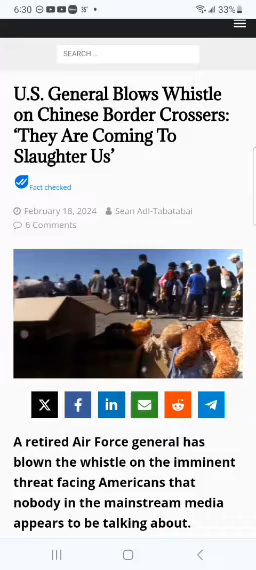 6:30
35°
33%
SEARCH ...
U.S. General Blows Whistle
on Chinese Border Crossers:
‘They Are Coming To
Slaughter Us’
Fact checked
February 18, 2024 Sean Adl-Tabatabai
6 Comments
A retired Air Force general has
blown the whistle on the imminent
threat facing Americans that
nobody in the mainstream media
appears to be talking about.